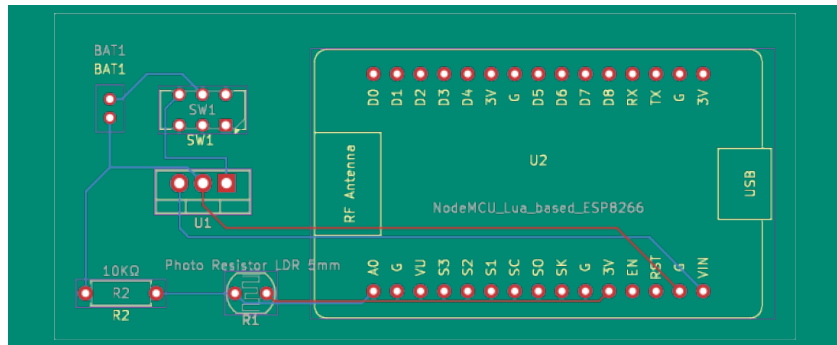 BAT1
BAT1
SW1
SW1
U1
Photo Resistor LDR 5mm
10KΩ
R2
R2
R1
D0
D1
D2
D3
D4
3V
G
D5
D6
D7
D8
RX
TX
G
3V
U2
RF Antenna
USB
NodeMCU_Lua_based_ESP8266
A0
G
VU
S3
S2
S1
SC
SO
SK
G
3V
EN
RST
G
VIN